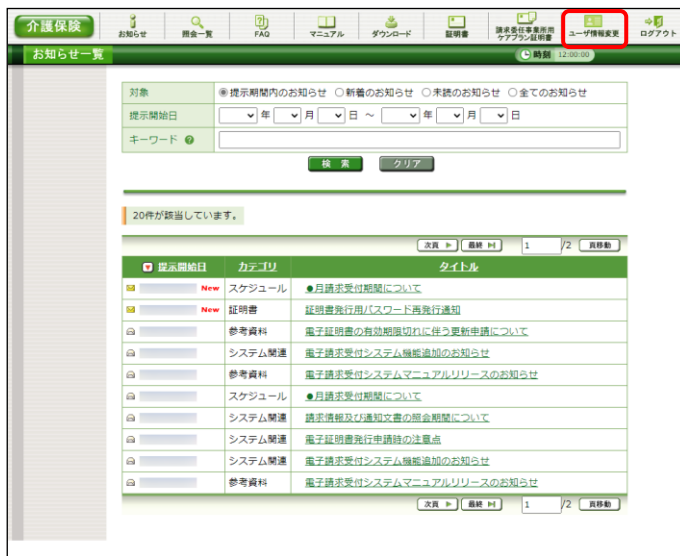 介護保険
お知らせ 照会一覧 FAQ マニュアル ダウンロード 証明書 請求委任事業所用ケアプラン証明書 ユーザ情報変更 ログアウト
お知らせ一覧 時刻 12:00:00
対象 提示期間内のお知らせ 新着のお知らせ 未読のお知らせ 全てのお知らせ
提示開始日 年 月 日 ～ 年 月 日
キーワード ?
検 索 クリア
20件が該当しています。
次頁 最終 1 /2 頁移動
提示開始日 カテゴリ タイトル
New スケジュール ●月請求受付期間について
New 証明書 証明書発行用パスワード再発行通知
参考資料 電子証明書の有効期限切れに伴う更新申請について
システム関連 電子請求受付システム機能追加のお知らせ
参考資料 電子請求受付システムマニュアルリリースのお知らせ
スケジュール ●月請求受付期間について
システム関連 請求情報及び通知文書の照会期間について
システム関連 電子証明書発行申請時の注意点
システム関連 電子請求受付システム機能追加のお知らせ
参考資料 電子請求受付システムマニュアルリリースのお知らせ
次頁 最終 1 /2 頁移動